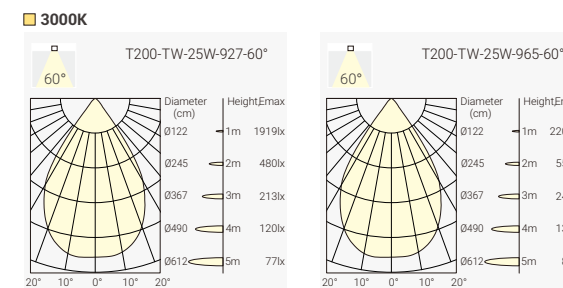 3000K
T200-TW-25W-927-60°
60°
Diameter (cm) Height Emax
Ø122 1m 1919lx
Ø245 2m 480lx
Ø367 3m 213lx
Ø490 4m 120lx
Ø612 5m 77lx
20° 10° 0° 10° 20°
T200-TW-25W-965-60°
60°
Diameter (cm) Height
Ø122 1m
Ø245 2m
Ø367 3m
Ø490 4m
Ø612 5m
20° 10° 0° 10° 20°